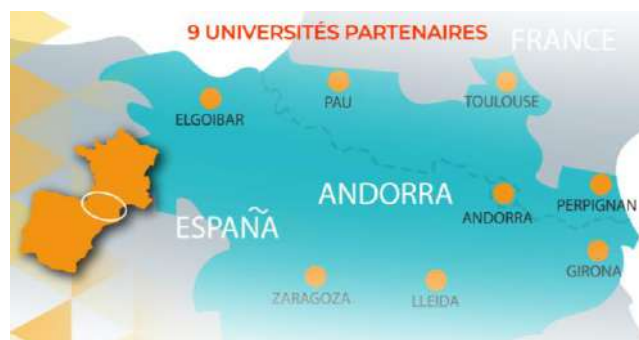 9 UNIVERSITÉS PARTENAIRES
FRANCE
ELGOIBAR
PAU
TOULOUSE
ANDORRA
ESPAÑA
ANDORRA
PERPIGNAN
GIRONA
ZARAGOZA
LLEIDA